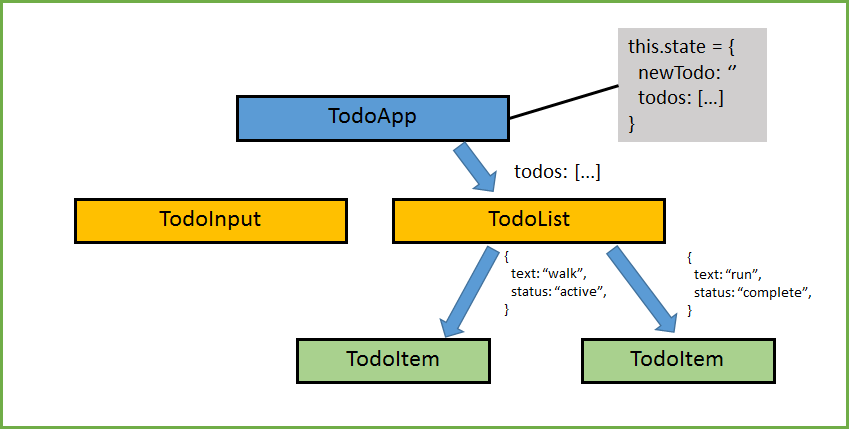 this.state = {
newTodo: ‘’
todos: […]
}
TodoApp
todos: […]
TodoInput
TodoList
{
text: “walk”,
status: “active”,
}
{
text: “run”,
status: “complete”,
}
TodoItem
TodoItem